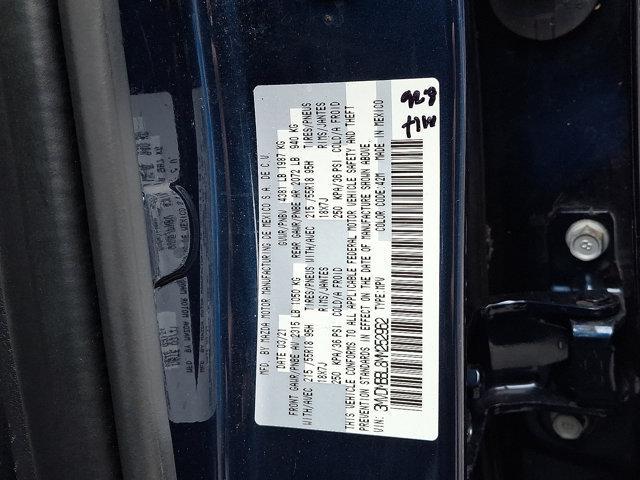 MFD BY MAZDA MOTOR MANUFACTURING DE MEXICO S.A. DE C.V.
DATE 03/21 GVWR/PNBV 4381 LB 1987 KG
FRONT GAWR/PNBE AV 2315 LB 1050 KG REAR GAWR/PNBE AR 2072 LB 940 KG
WITH/AVEC 215 /55R18 95H TIRES/PNEUS WITH/AVEC 215 /55R18 95H TIRES/PNEUS
18X7J RIMS/JANTES 18X7J RIMS/JANTES
250 KPA/36 PSI COLD/A FROID 250 KPA/36 PSI COLD/A FROID
THIS VEHICLE CONFORMS TO ALL APPLICABLE FEDERAL MOTOR VEHICLE SAFETY AND THEFT
PREVENTION STANDARDS IN EFFECT ON THE DATE OF MANUFACTURE SHOWN ABOVE.
VIN: TYPE:MPV COLOR CODE:42M MADE IN MEXICO